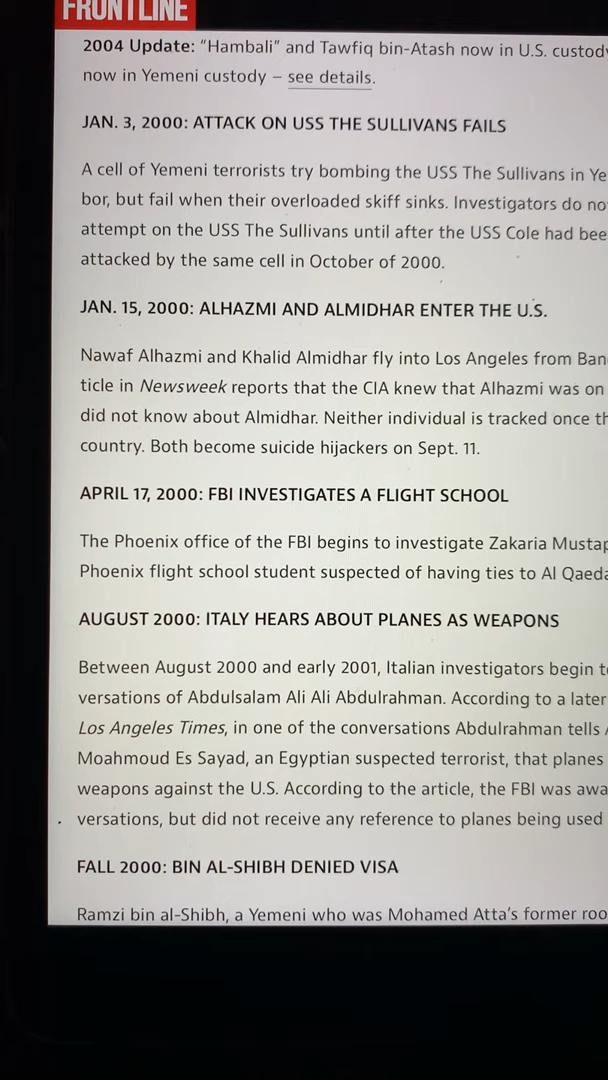 FRONTLINE
2004 Update: “Hambali” and Tawfiq bin-Atash now in U.S. custody
now in Yemeni custody – see details.
JAN. 3, 2000: ATTACK ON USS THE SULLIVANS FAILS
A cell of Yemeni terrorists try bombing the USS The Sullivans in Ye
bor, but fail when their overloaded skiff sinks. Investigators do no
attempt on the USS The Sullivans until after the USS Cole had bee
attacked by the same cell in October of 2000.
JAN. 15, 2000: ALHAZMI AND ALMIDHAR ENTER THE U.S.
Nawaf Alhazmi and Khalid Almidhar fly into Los Angeles from Ban
ticle in Newsweek reports that the CIA knew that Alhazmi was on
did not know about Almidhar. Neither individual is tracked once th
country. Both become suicide hijackers on Sept. 11.
APRIL 17, 2000: FBI INVESTIGATES A FLIGHT SCHOOL
The Phoenix office of the FBI begins to investigate Zakaria Mustap
Phoenix flight school student suspected of having ties to Al Qaeda
AUGUST 2000: ITALY HEARS ABOUT PLANES AS WEAPONS
Between August 2000 and early 2001, Italian investigators begin t
versations of Abdulsalam Ali Ali Abdulrahman. According to a later
Los Angeles Times, in one of the conversations Abdulrahman tells
Moahmoud Es Sayad, an Egyptian suspected terrorist, that planes
weapons against the U.S. According to the article, the FBI was awa
versations, but did not receive any reference to planes being used
FALL 2000: BIN AL-SHIBH DENIED VISA
Ramzi bin al-Shibh, a Yemeni who was Mohamed Atta’s former roo